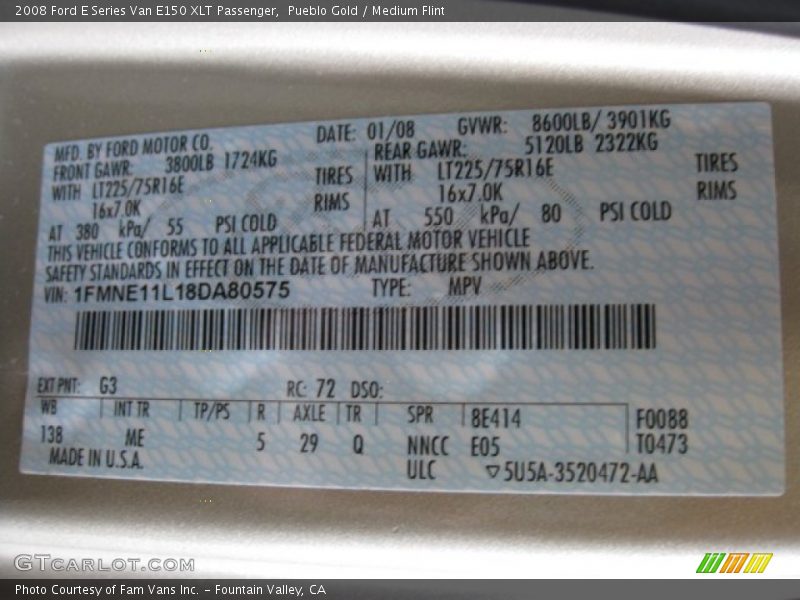 2008 Ford E Series Van E150 XLT Passenger,  Pueblo Gold / Medium Flint
MFD. BY FORD MOTOR CO. DATE: 01/08 GVWR: 8600LB/ 3901KG
FRONT GAWR: 3800LB 1724KG REAR GAWR: 5120LB 2322KG
WITH LT225/75R16E TIRES WITH LT225/75R16E TIRES
16x7.0K RIMS 16x7.0K RIMS
AT 380 kPa/ 55 PSI COLD AT 550 kPa/ 80 PSI COLD
THIS VEHICLE CONFORMS TO ALL APPLICABLE FEDERAL MOTOR VEHICLE
SAFETY STANDARDS IN EFFECT ON THE DATE OF MANUFACTURE SHOWN ABOVE.
VIN: 1FMNE11L18DA80575 TYPE: MPV
EXT PNT: G3 RC: 72 DSO:
WB INT TR TP/PS R AXLE TR SPR 8E414 F0088
138 ME 5 29 Q NNCC E05 T0473
MADE IN U.S.A. ULC ▽5U5A-3520472-AA
GTCARLOT.COM
Photo Courtesy of Fam Vans Inc. – Fountain Valley, CA